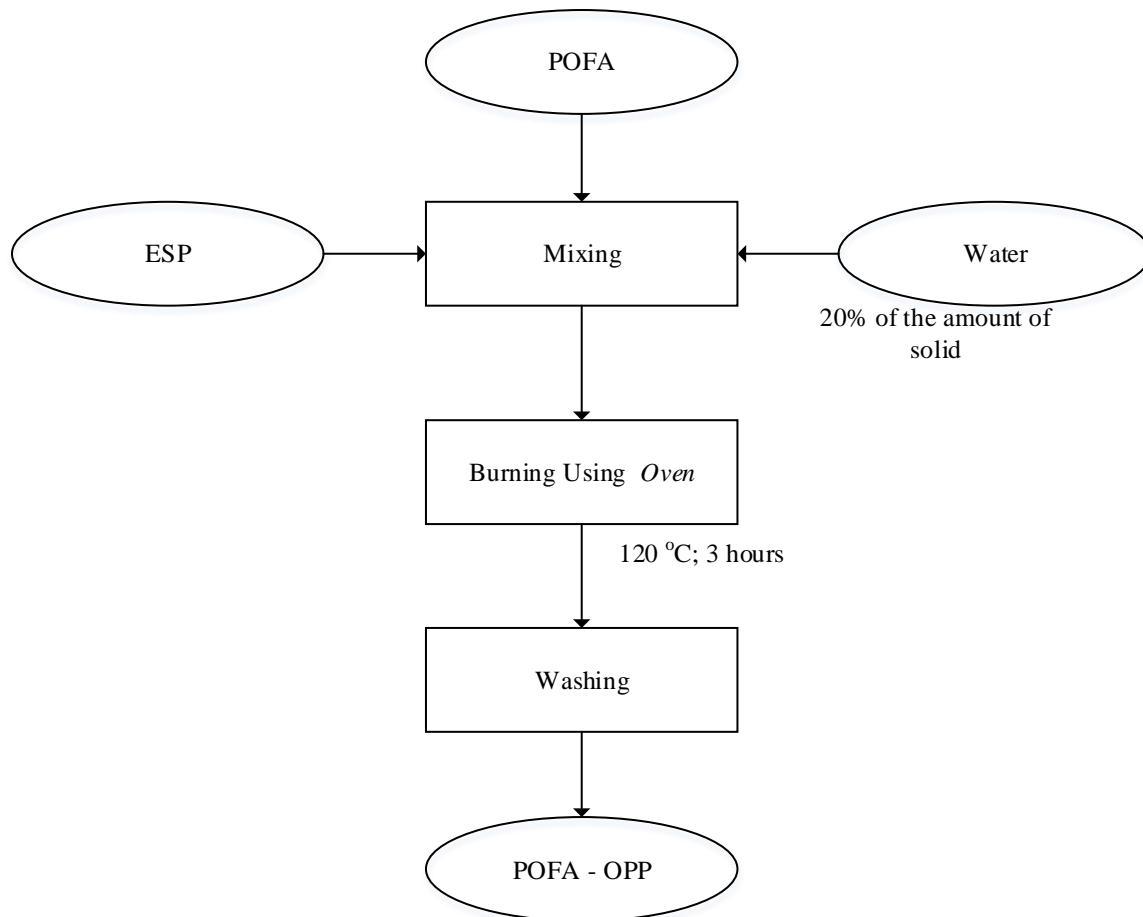 POFA
ESP
Mixing
Water
20% of the amount of
solid
Burning Using Oven
120 °C; 3 hours
Washing
POFA - OPP